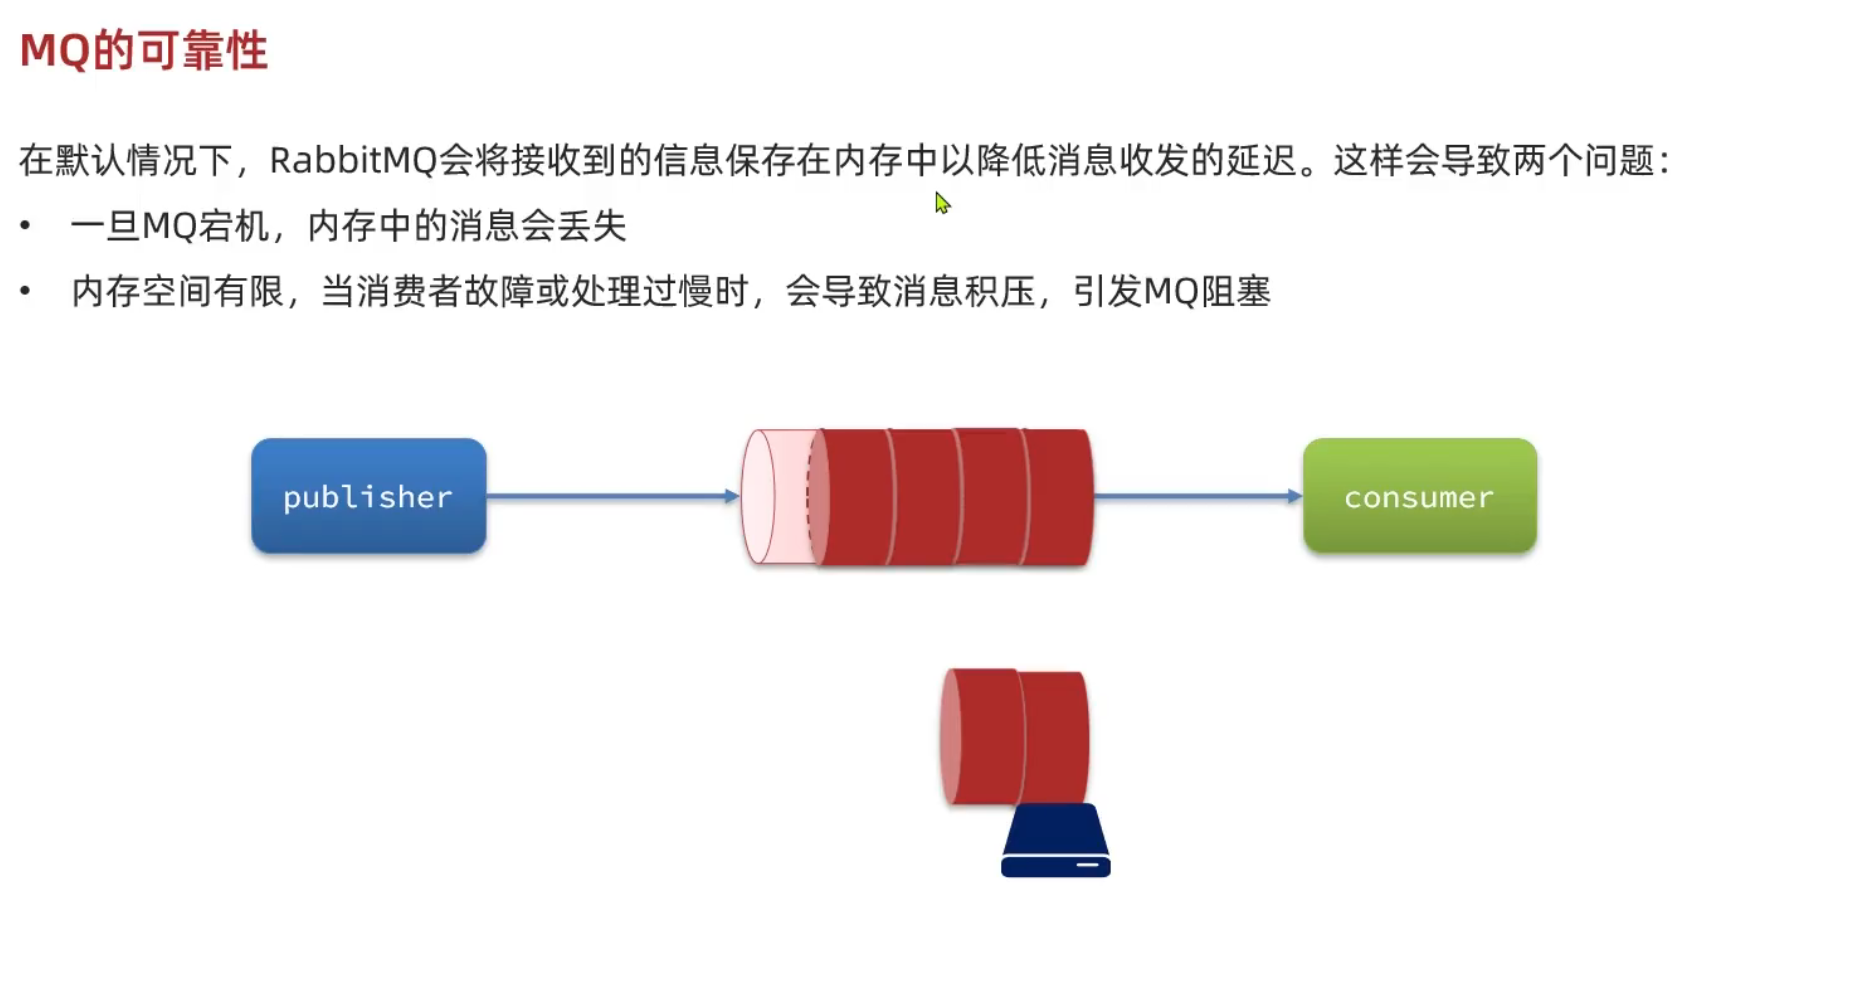 MQ的可靠性
在默认情况下，RabbitMQ会将接收到的信息保存在内存中以降低消息收发的延迟。这样会导致两个问题：
• 一旦MQ宕机，内存中的消息会丢失
• 内存空间有限，当消费者故障或处理过慢时，会导致消息积压，引发MQ阻塞
publisher
consumer